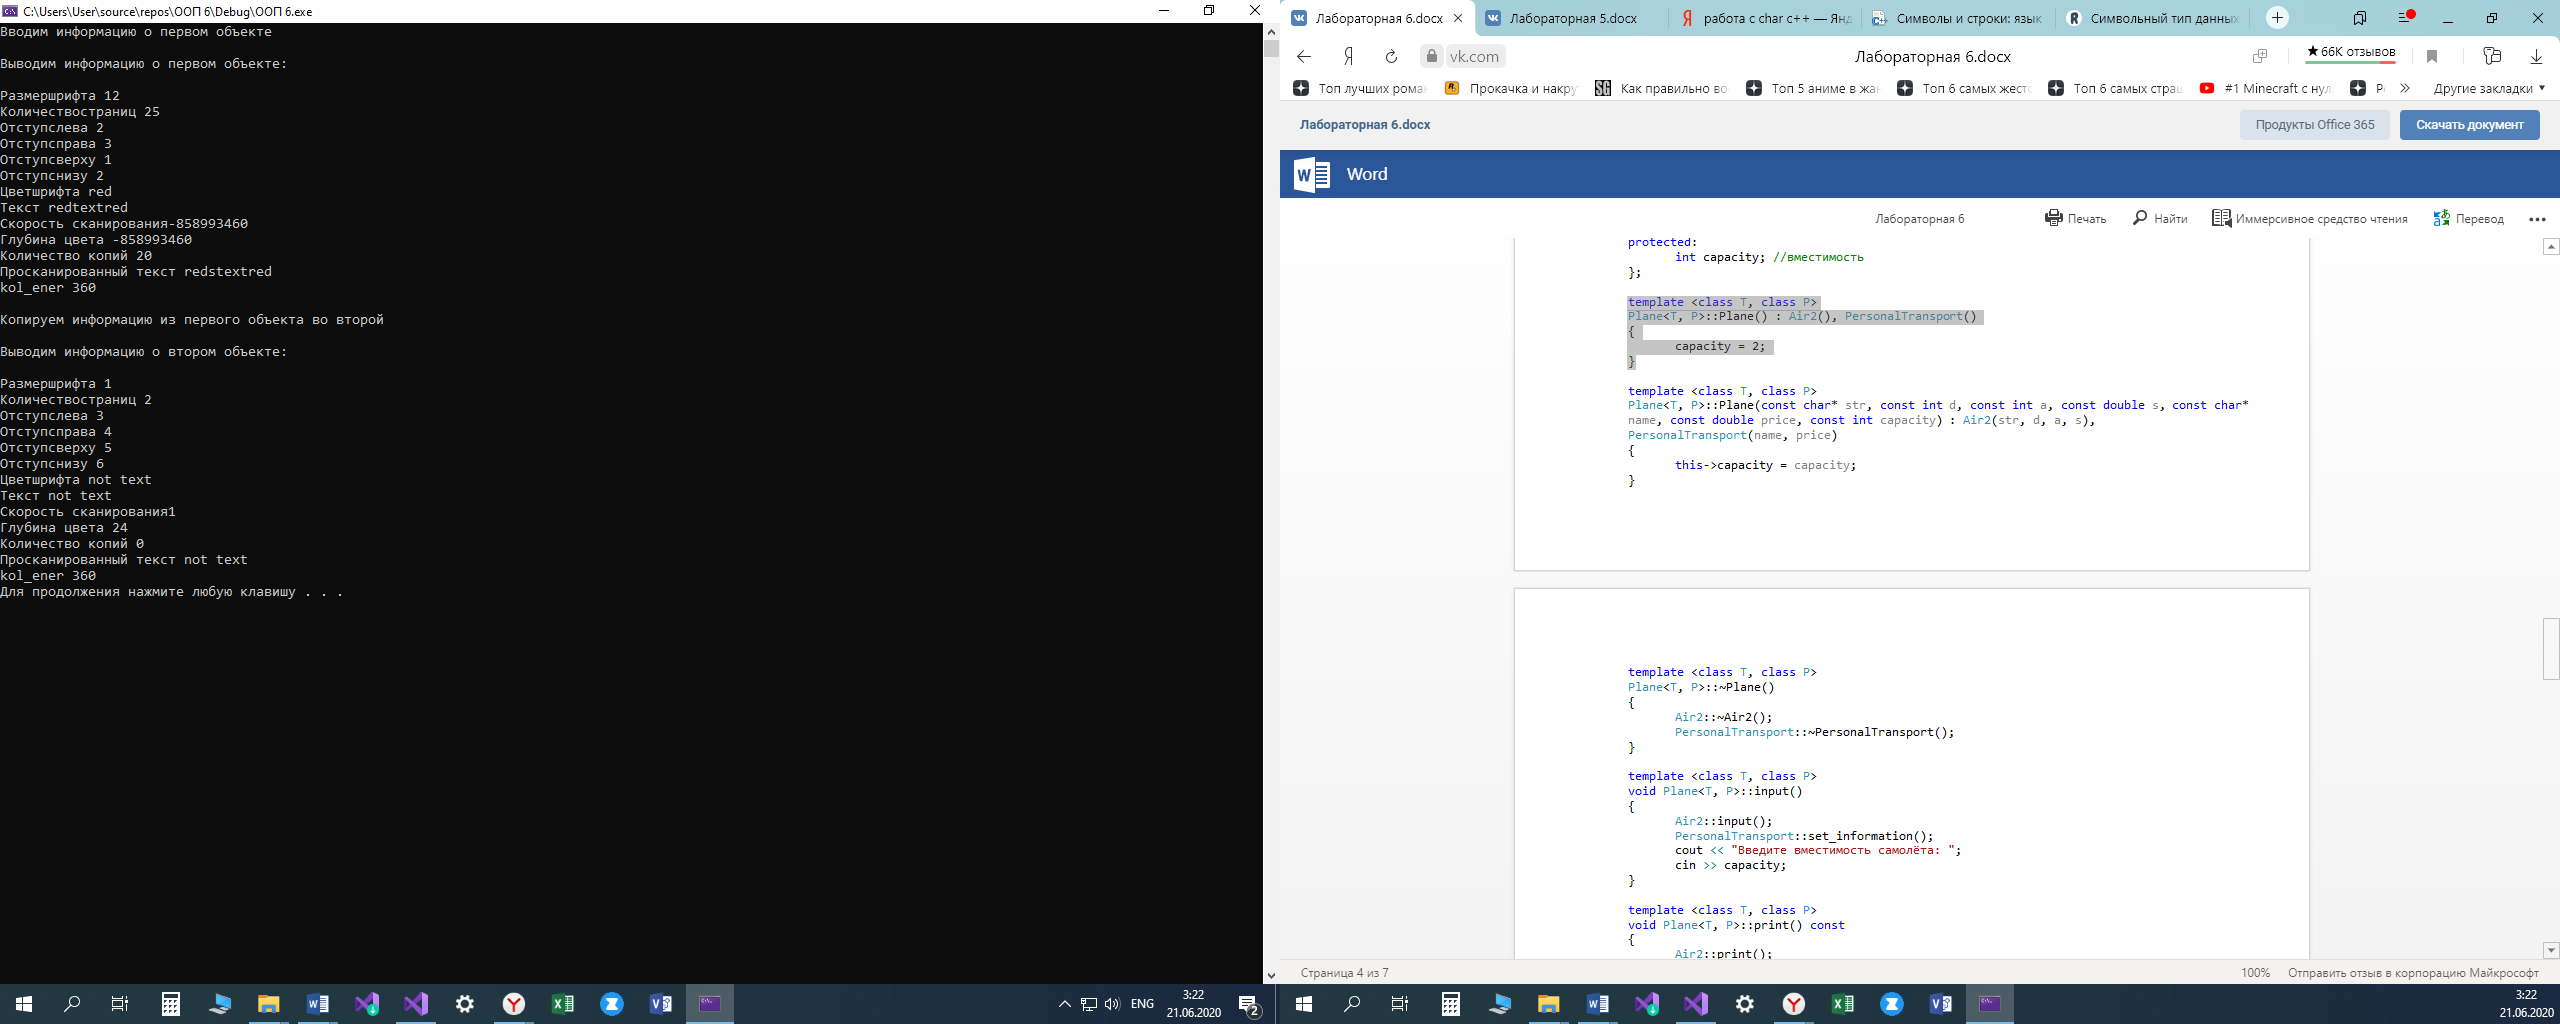 C:\Users\User\source\repos\ООП 6\Debug\ООП 6.exe
Вводим информацию о первом объекте
Выводим информацию о первом объекте:
Размершрифта 12
Количествостраниц 25
Отступслева 2
Отступсправа 3
Отступсверху 1
Отступснизу 2
Цветшрифта red
Текст redtextred
Скорость сканирования-858993460
Глубина цвета -858993460
Количество копий 20
Просканированный текст redstextred
kol_ener 360
Копируем информацию из первого объекта во второй
Выводим информацию о втором объекте:
Размершрифта 1
Количествостраниц 2
Отступслева 3
Отступсправа 4
Отступсверху 5
Отступснизу 6
Цветшрифта not text
Текст not text
Скорость сканирования1
Глубина цвета 24
Количество копий 0
Просканированный текст not text
kol_ener 360
Для продолжения нажмите любую клавишу . . .
ENG
3:22
21.06.2020
2
Лабораторная 6.docx
Лабораторная 5.docx
работа с char c++ — Янд
Символы и строки: язык
Символьный тип данных
vk.com
Лабораторная 6.docx
★66K отзывов
Топ лучших рома
Прокачка и накру
Как правильно во
Топ 5 аниме в жан
Топ 6 самых жест
Топ 6 самых страш
#1 Minecraft с нул
Другие закладки
Лабораторная 6.docx
Продукты Office 365
Скачать документ
Word
Лабораторная 6
Печать
Найти
Иммерсивное средство чтения
Перевод
protected:
int capacity; //вместимость
};
template <class T, class P>
Plane<T, P>::Plane() : Air2(), PersonalTransport()
{
capacity = 2;
}
template <class T, class P>
Plane<T, P>::Plane(const char* str, const int d, const int a, const double s, const char*
name, const double price, const int capacity) : Air2(str, d, a, s),
PersonalTransport(name, price)
{
this->capacity = capacity;
}
template <class T, class P>
Plane<T, P>::~Plane()
{
Air2::~Air2();
PersonalTransport::~PersonalTransport();
}
template <class T, class P>
void Plane<T, P>::input()
{
Air2::input();
PersonalTransport::set_information();
cout << "Введите вместимость самолёта: ";
cin >> capacity;
}
template <class T, class P>
void Plane<T, P>::print() const
{
Air2::print();
Страница 4 из 7
100%
Отправить отзыв в корпорацию Майкрософт
3:22
21.06.2020